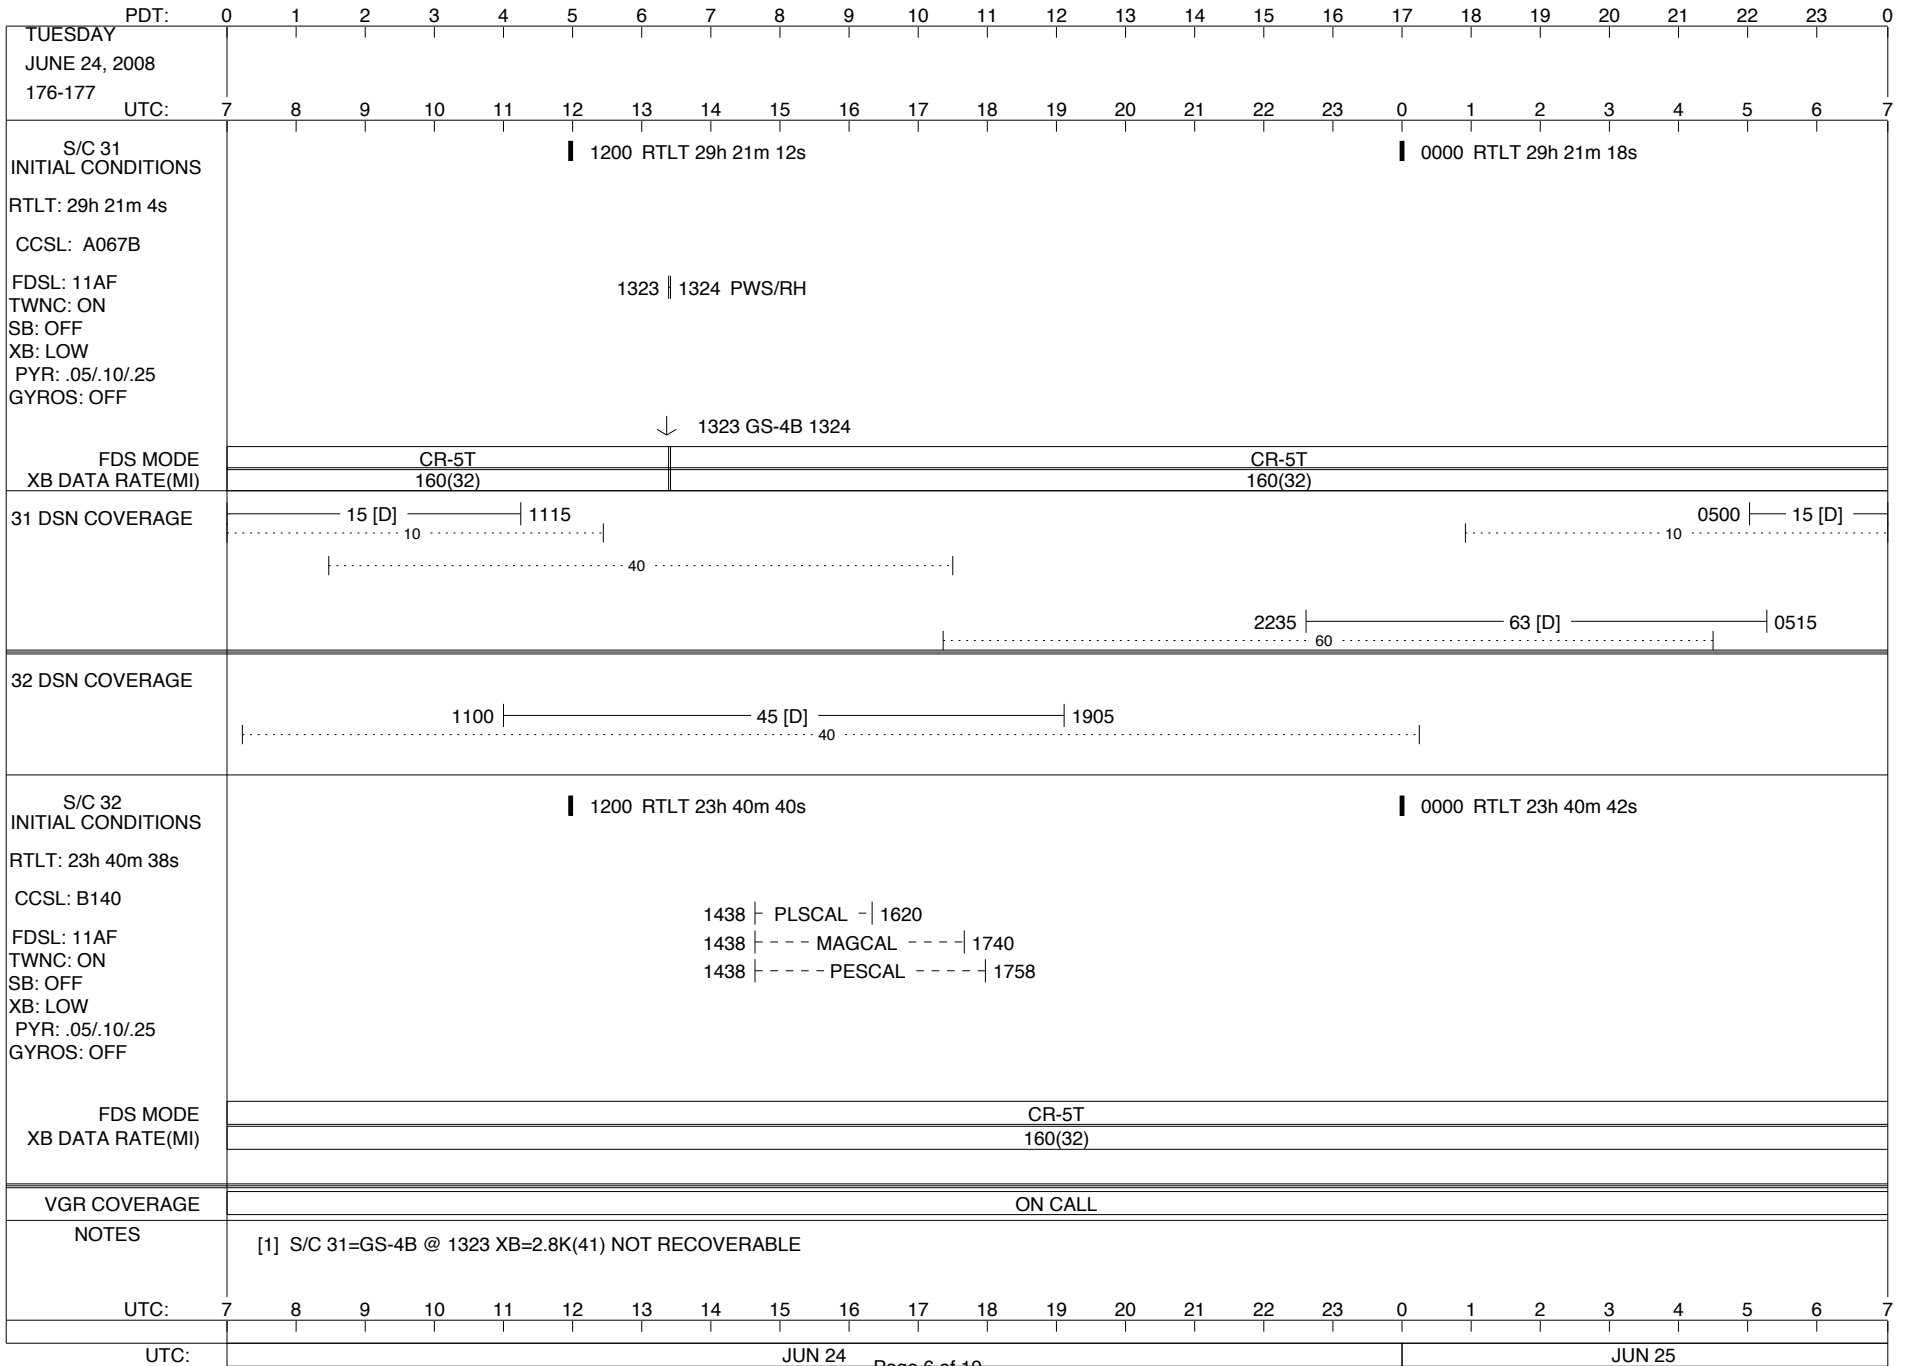 PDT: 0 1 2 3 4 5 6 7 8 9 10 11 12 13 14 15 16 17 18 19 20 21 22 23 0
TUESDAY
JUNE 24, 2008
176-177
UTC: 7 8 9 10 11 12 13 14 15 16 17 18 19 20 21 22 23 0 1 2 3 4 5 6 7
S/C 31
INITIAL CONDITIONS
1200 RTLT 29h 21m 12s
0000 RTLT 29h 21m 18s
RTLT: 29h 21m 4s
CCSL: A067B
FDSL: 11AF
1323 1324 PWS/RH
TWNC: ON
SB: OFF
XB: LOW
PYR: .05/.10/.25
GYROS: OFF
1323 GS-4B 1324
FDS MODE CR-5T CR-5T
XB DATA RATE(MI) 160(32) 160(32)
31 DSN COVERAGE 15 [D] 1115 0500 15 [D]
10 10
40
2235 63 [D] 0515
60
32 DSN COVERAGE
1100 45 [D] 1905
40
S/C 32
INITIAL CONDITIONS
1200 RTLT 23h 40m 40s
0000 RTLT 23h 40m 42s
RTLT: 23h 40m 38s
CCSL: B140
1438 PLSCAL 1620
FDSL: 11AF
1438 MAGCAL 1740
TWNC: ON
1438 PESCAL 1758
SB: OFF
XB: LOW
PYR: .05/.10/.25
GYROS: OFF
FDS MODE CR-5T
XB DATA RATE(MI) 160(32)
VGR COVERAGE ON CALL
NOTES
[1] S/C 31=GS-4B @ 1323 XB=2.8K(41) NOT RECOVERABLE
UTC: 7 8 9 10 11 12 13 14 15 16 17 18 19 20 21 22 23 0 1 2 3 4 5 6 7
UTC: JUN 24 JUN 25
Page 6 of 19